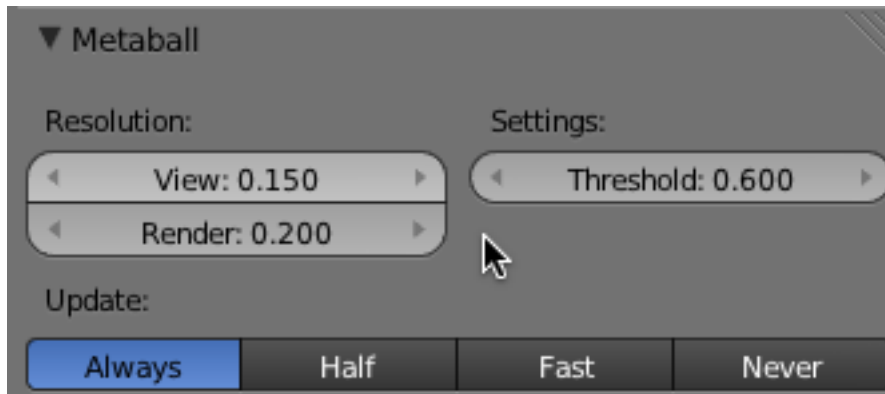 Metaball
Resolution:
View: 0.150
Render: 0.200
Settings:
Threshold: 0.600
Update:
Always Half Fast Never